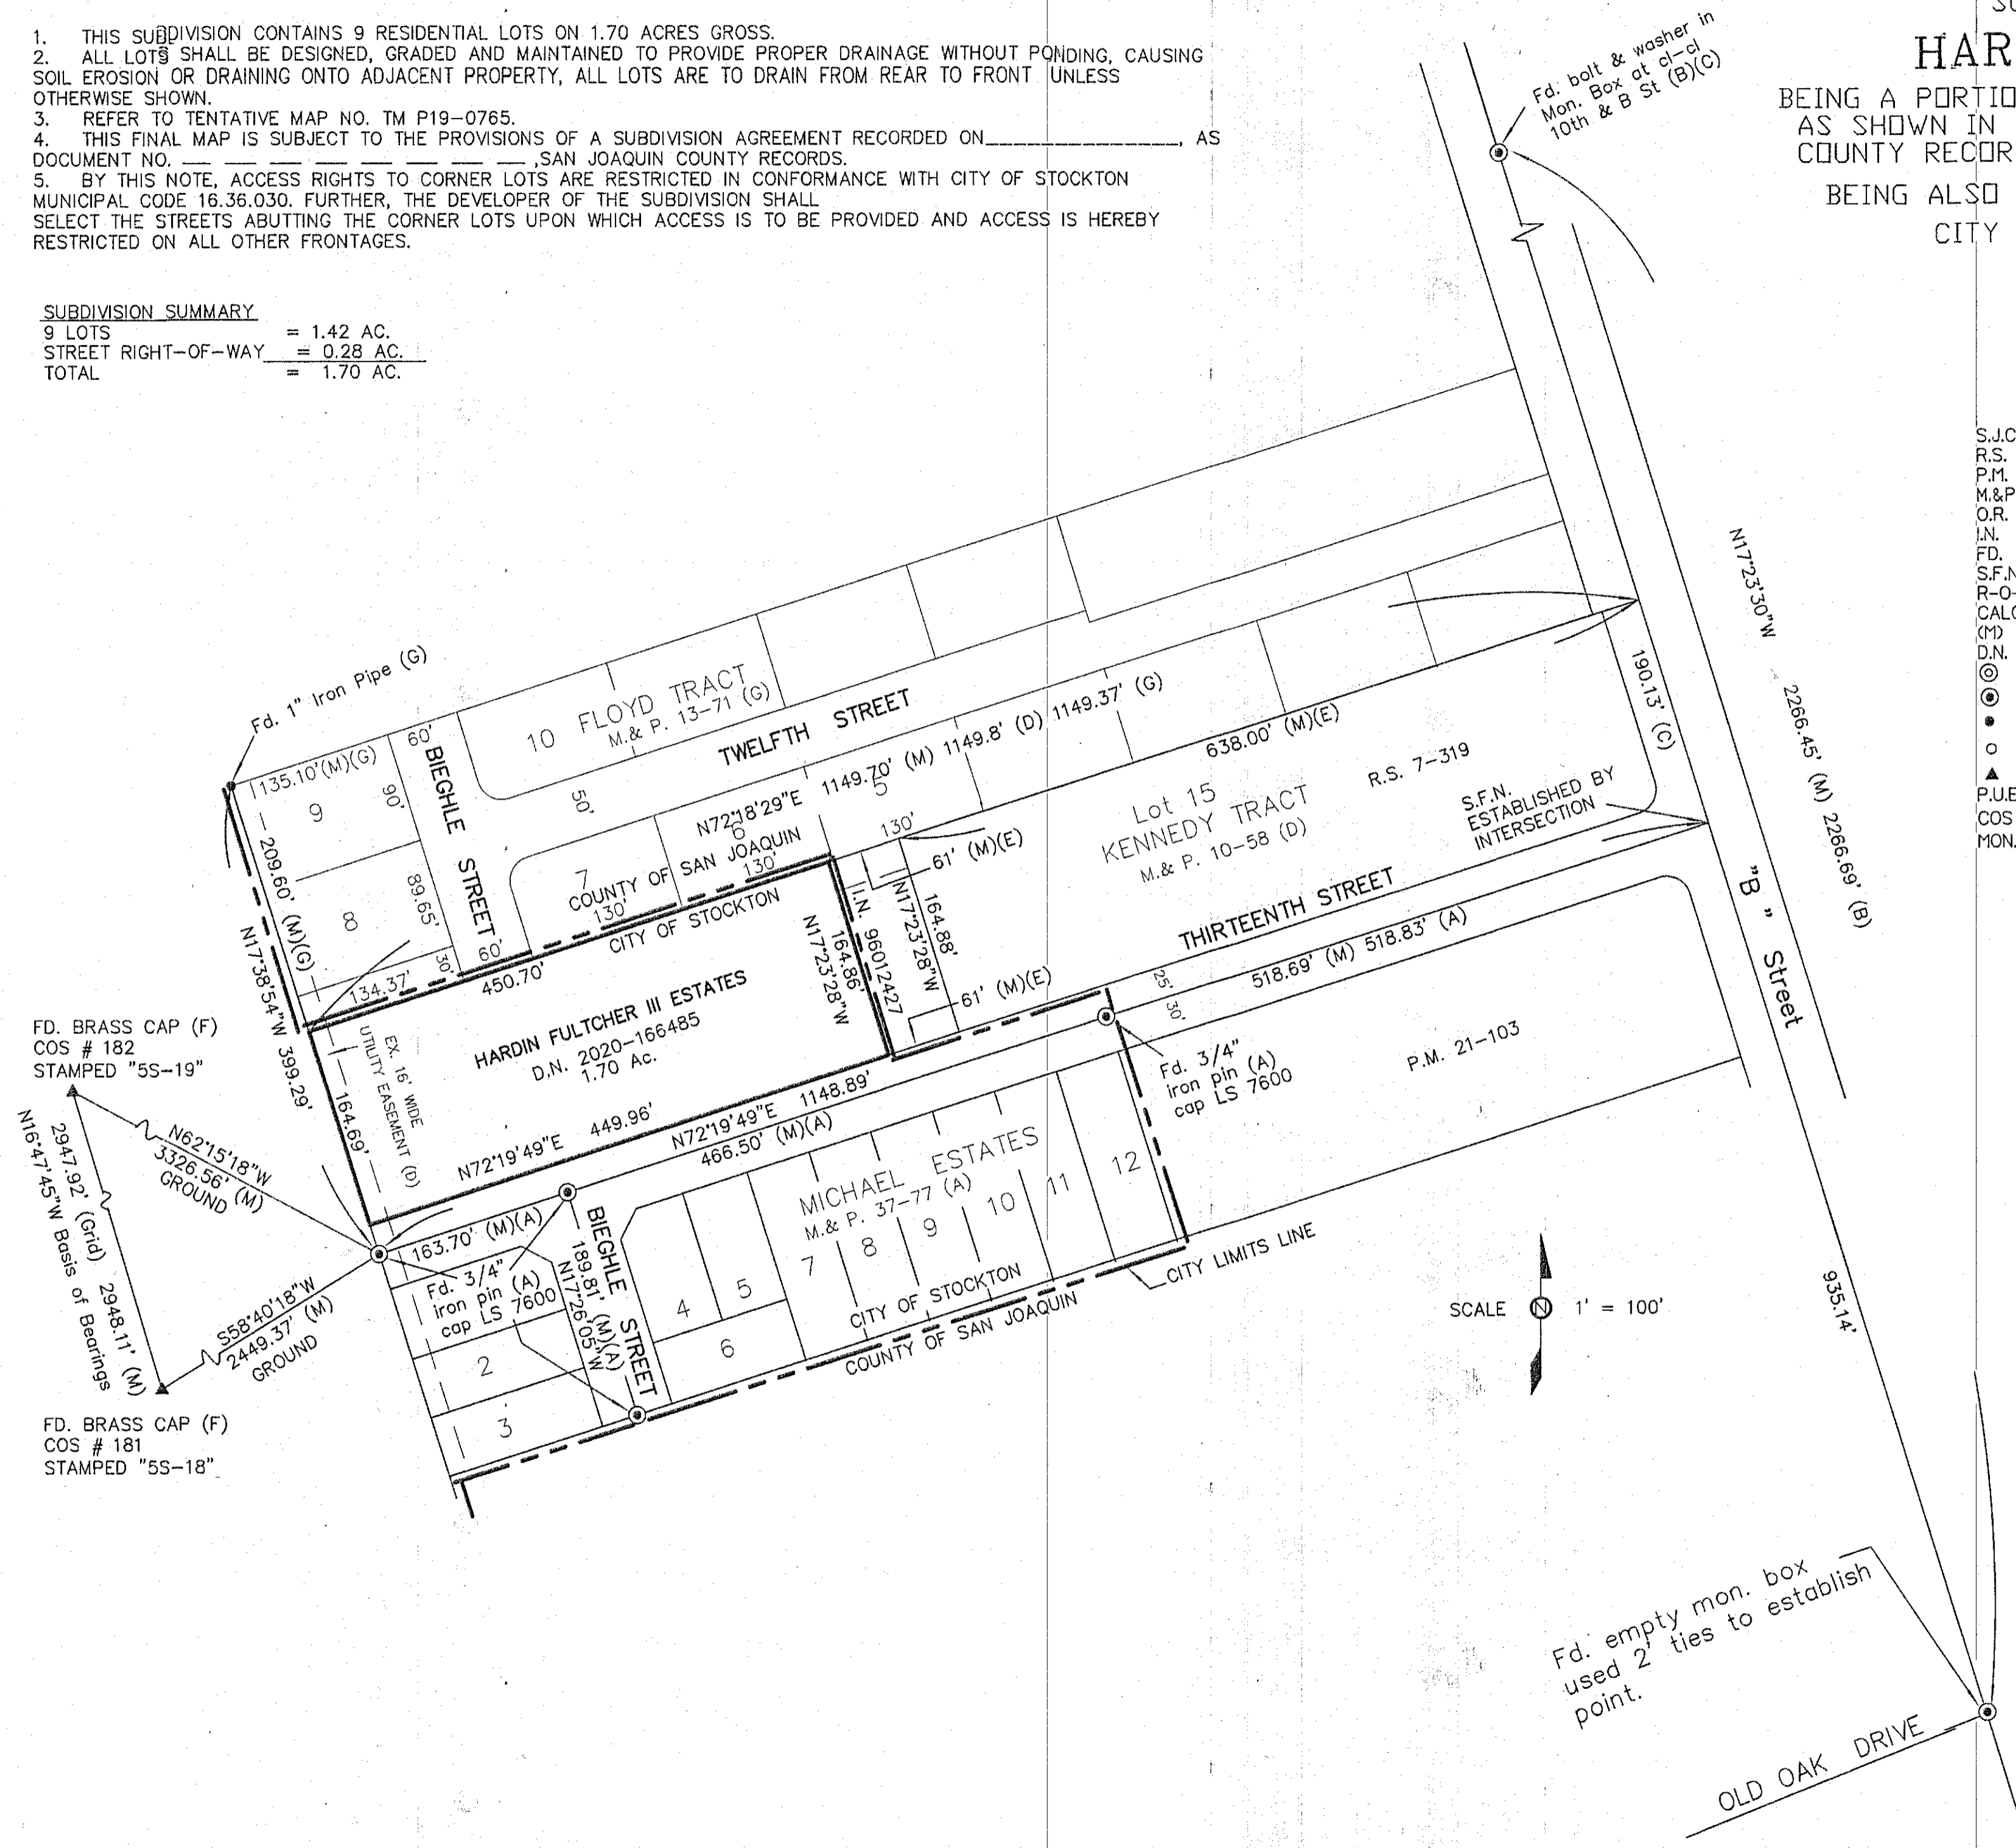 1. THIS SUBDIVISION CONTAINS 9 RESIDENTIAL LOTS ON 1.70 ACRES GROSS.
2. ALL LOTS SHALL BE DESIGNED, GRADED AND MAINTAINED TO PROVIDE PROPER DRAINAGE WITHOUT PONDING, CAUSING
SOIL EROSION OR DRAINING ONTO ADJACENT PROPERTY, ALL LOTS ARE TO DRAIN FROM REAR TO FRONT UNLESS
OTHERWISE SHOWN.
3. REFER TO TENTATIVE MAP NO. TM P19-0765.
4. THIS FINAL MAP IS SUBJECT TO THE PROVISIONS OF A SUBDIVISION AGREEMENT RECORDED ON________________, AS
DOCUMENT NO. __ __ __ __ __ __ __ __ ,SAN JOAQUIN COUNTY RECORDS.
5. BY THIS NOTE, ACCESS RIGHTS TO CORNER LOTS ARE RESTRICTED IN CONFORMANCE WITH CITY OF STOCKTON
MUNICIPAL CODE 16.36.030. FURTHER, THE DEVELOPER OF THE SUBDIVISION SHALL
SELECT THE STREETS ABUTTING THE CORNER LOTS UPON WHICH ACCESS IS TO BE PROVIDED AND ACCESS IS HEREBY
RESTRICTED ON ALL OTHER FRONTAGES.
SUBDIVISION SUMMARY
9 LOTS = 1.42 AC.
STREET RIGHT-OF-WAY = 0.28 AC.
TOTAL = 1.70 AC.
Fd. bolt & washer in
Mon. Box at cl-cl
10th & B St (B)(C)
HAR
BEING A PORTIO
AS SHOWN IN
COUNTY RECOR
BEING ALSO
CITY
S.J.C
R.S.
P.M.
M.&P
O.R.
I.N.
FD.
S.F.N
R-O-
CALC
(M)
D.N.
P.U.E
COS
MON.
Fd. 1" Iron Pipe (G)
135.10'(M)(G)
60'
9
90'
BIEGHLE STREET
209.60' (M)(G)
8
89.65'
30'
134.37'
60'
N17°38'54"W 399.29'
164.69'
EX. 16' WIDE
UTILITY EASEMENT (D)
10 FLOYD TRACT
M.& P. 13-71 (G)
TWELFTH STREET
50'
N72°18'29"E 1149.70' (M) 1149.8' (D) 1149.37' (G)
7
6
5
COUNTY OF SAN JOAQUIN
130'
130'
130'
CITY OF STOCKTON
450.70'
HARDIN FULTCHER III ESTATES
D.N. 2020-166485
1.70 Ac.
N72°19'49"E 449.96'
I.N. 96012427
164.86'
N17°23'28"W
164.88'
N17°23'28"W
61' (M)(E)
61' (M)(E)
638.00' (M)(E)
Lot 15
KENNEDY TRACT
M.& P. 10-58 (D)
R.S. 7-319
S.F.N.
ESTABLISHED BY
INTERSECTION
190.13' (C)
N17°23'30"W 2266.45' (M) 2266.69' (B)
"B" Street
935.14'
THIRTEENTH STREET
N72°19'49"E 1148.89'
466.50' (M)(A)
518.69' (M) 518.83' (A)
25'
30'
Fd. 3/4"
iron pin (A)
cap LS 7600
P.M. 21-103
FD. BRASS CAP (F)
COS # 182
STAMPED "5S-19"
N62°15'18"W
3326.56' (M)
GROUND
2947.92' (Grid) 2948.11' (M)
N16°47'45"W Basis of Bearings
S58°40'18"W
2449.37' (M)
GROUND
FD. BRASS CAP (F)
COS # 181
STAMPED "5S-18"
163.70' (M)(A)
Fd. 3/4"
iron pin (A)
cap LS 7600
BIEGHLE STREET
189.81' (M)(A)
N17°26'05"W
2
3
4
5
6
MICHAEL ESTATES
M.& P. 37-77 (A)
7
8
9
10
11
12
CITY OF STOCKTON
COUNTY OF SAN JOAQUIN
CITY LIMITS LINE
SCALE N 1' = 100'
Fd. empty mon. box
used 2' ties to establish
point.
OLD OAK DRIVE